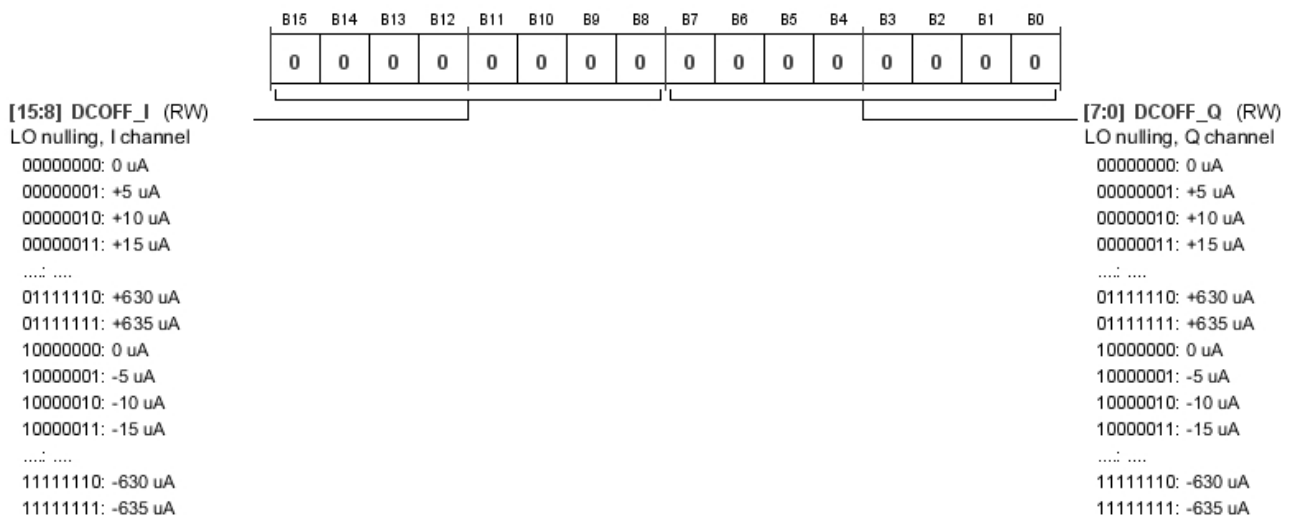 B15 B14 B13 B12 B11 B10 B9 B8 B7 B6 B5 B4 B3 B2 B1 B0
0 0 0 0 0 0 0 0 0 0 0 0 0 0 0 0
[15:8] DCOFF_I (RW)
LO nulling, I channel
00000000: 0 uA
00000001: +5 uA
00000010: +10 uA
00000011: +15 uA
....: ....
01111110: +630 uA
01111111: +635 uA
10000000: 0 uA
10000001: -5 uA
10000010: -10 uA
10000011: -15 uA
....: ....
11111110: -630 uA
11111111: -635 uA
[7:0] DCOFF_Q (RW)
LO nulling, Q channel
00000000: 0 uA
00000001: +5 uA
00000010: +10 uA
00000011: +15 uA
....: ....
01111110: +630 uA
01111111: +635 uA
10000000: 0 uA
10000001: -5 uA
10000010: -10 uA
10000011: -15 uA
....: ....
11111110: -630 uA
11111111: -635 uA